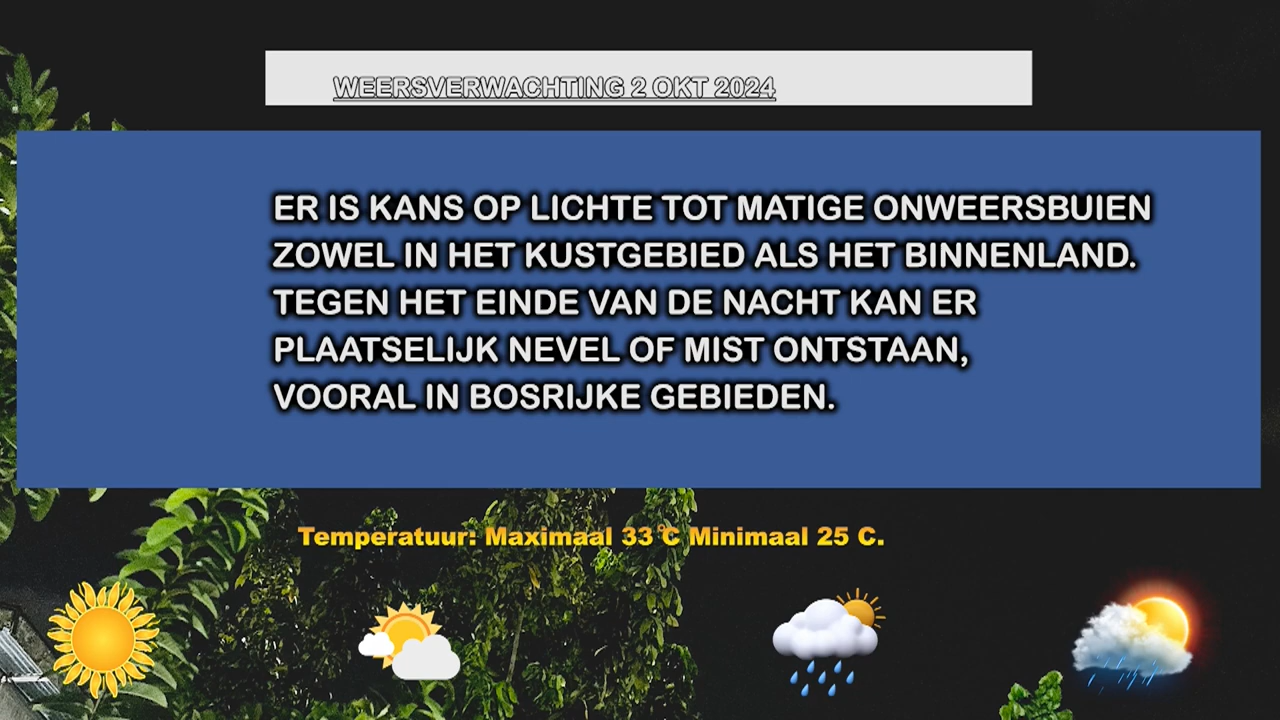 WEERSVERWACHTING 2 OKT 2024
ER IS KANS OP LICHTE TOT MATIGE ONWEERSBUIEN
ZOWEL IN HET KUSTGEBIED ALS HET BINNENLAND.
TEGEN HET EINDE VAN DE NACHT KAN ER
PLAATSELIJK NEVEL OF MIST ONTSTAAN,
VOORAL IN BOSRIJKE GEBIEDEN.
Temperatuur: Maximaal 33°C Minimaal 25 C.